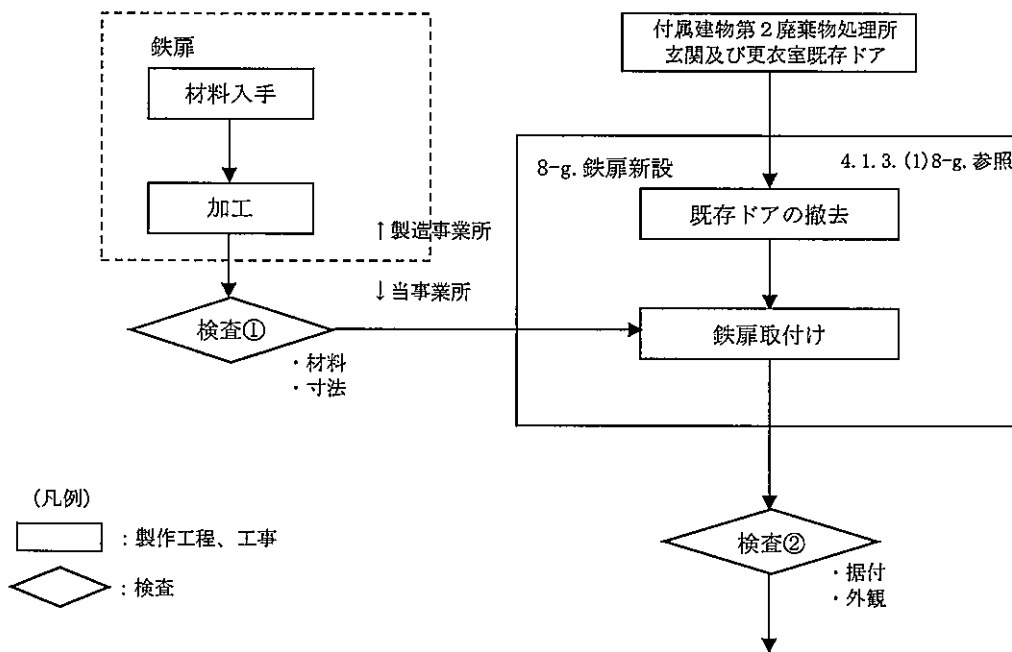 鉄扉
材料入手
加工
↑製造事業所
↓当事業所
検査①
・材料
・寸法
付属建物第2廃棄物処理所
玄関及び更衣室既存ドア
8-g. 鉄扉新設
4.1.3.(1)8-g.参照
既存ドアの撤去
鉄扉取付け
検査②
・据付
・外観
(凡例)
：製作工程、工事
：検査